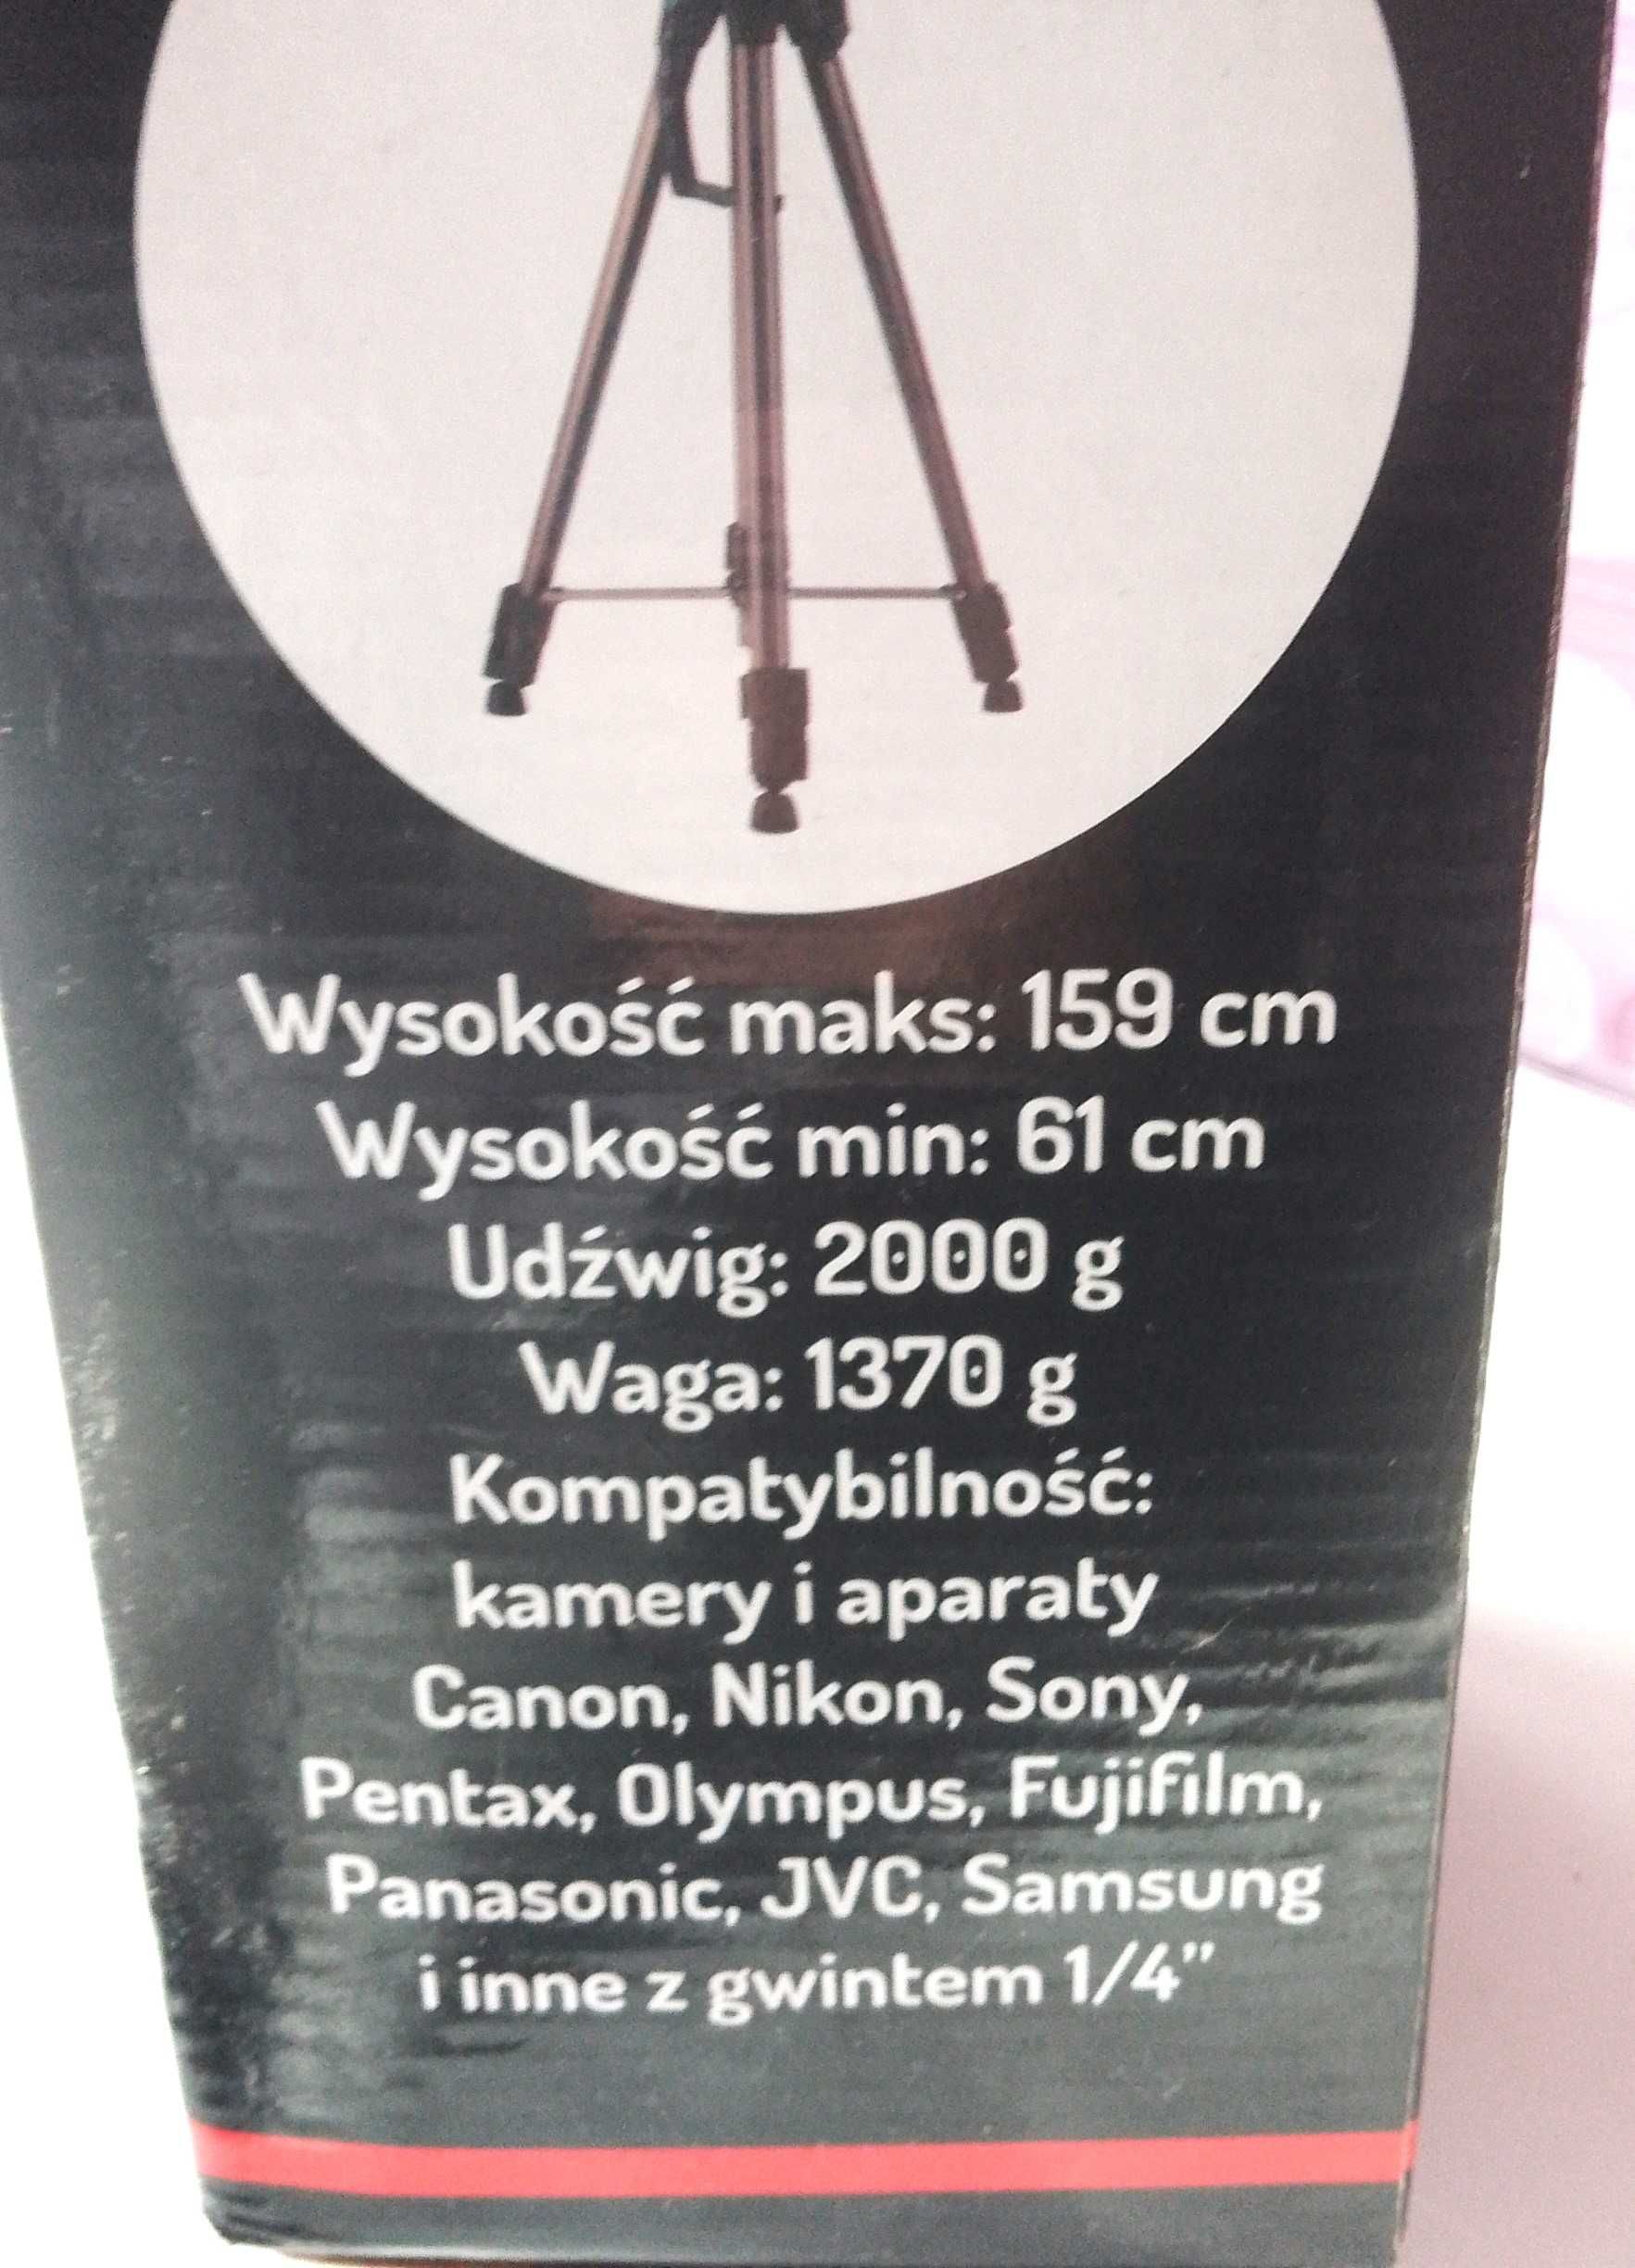 Wysokość maks: 159 cm
Wysokość min: 61 cm
Udźwig: 2000 g
Waga: 1370 g
Kompatybilność:
kamery i aparaty
Canon, Nikon, Sony,
Pentax, Olympus, Fujifilm,
Panasonic, JVC, Samsung
i inne z gwintem 1/4”